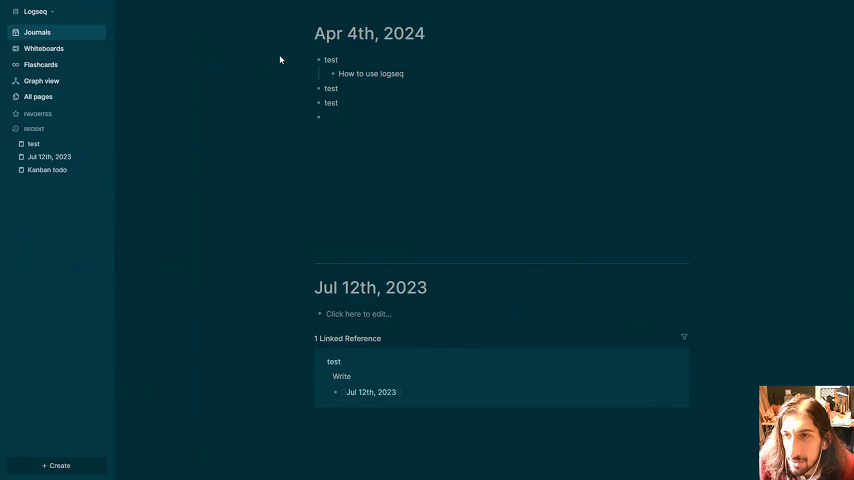 Logseq
Journals
Whiteboards
Flashcards
Graph view
All pages
FAVORITES
RECENT
test
Jul 12th, 2023
Kanban todo
+ Create
Apr 4th, 2024
test
How to use logseq
test
test
Jul 12th, 2023
Click here to edit...
1 Linked Reference
test
Write
Jul 12th, 2023